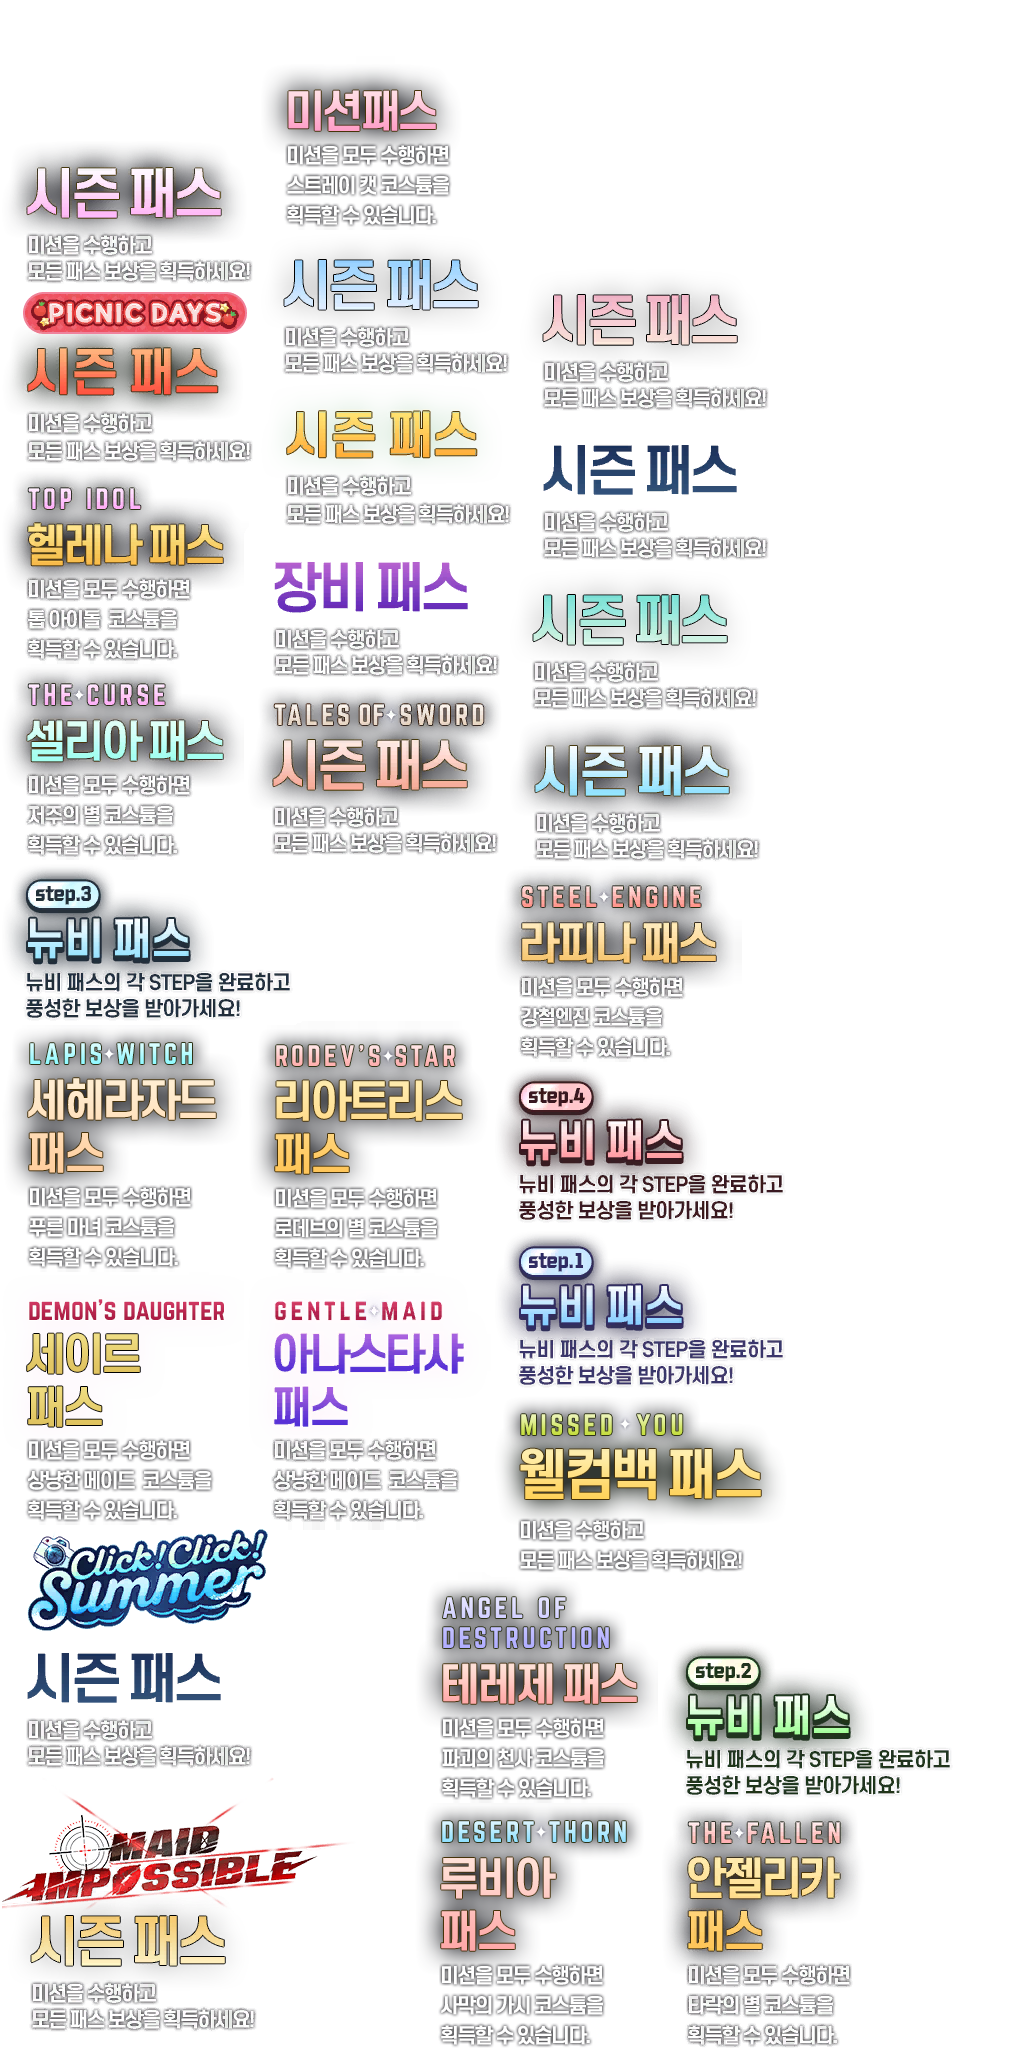 미션패스
미션을 모두 수행하면
스트레이 캣 코스튬을
획득할 수 있습니다.
시즌 패스
미션을 수행하고
모든 패스 보상을 획득하세요!
PICNIC DAYS
시즌 패스
미션을 수행하고
모든 패스 보상을 획득하세요!
시즌 패스
미션을 수행하고
모든 패스 보상을 획득하세요!
시즌 패스
미션을 수행하고
모든 패스 보상을 획득하세요!
시즌 패스
미션을 수행하고
모든 패스 보상을 획득하세요!
시즌 패스
미션을 수행하고
모든 패스 보상을 획득하세요!
TOP IDOL
헬레나 패스
미션을 모두 수행하면
톱 아이돌 코스튬을
획득할 수 있습니다.
장비 패스
미션을 수행하고
모든 패스 보상을 획득하세요!
시즌 패스
미션을 수행하고
모든 패스 보상을 획득하세요!
THE CURSE
셀리아 패스
미션을 모두 수행하면
저주의 별 코스튬을
획득할 수 있습니다.
TALES OF SWORD
시즌 패스
미션을 수행하고
모든 패스 보상을 획득하세요!
시즌 패스
미션을 수행하고
모든 패스 보상을 획득하세요!
step.3
뉴비 패스
뉴비 패스의 각 STEP을 완료하고
풍성한 보상을 받아가세요!
STEEL ENGINE
라피나 패스
미션을 모두 수행하면
강철엔진 코스튬을
획득할 수 있습니다.
LAPIS WITCH
세헤라자드
패스
미션을 모두 수행하면
푸른 마녀 코스튬을
획득할 수 있습니다.
RODEV'S STAR
리아트리스
패스
미션을 모두 수행하면
로데브의 별 코스튬을
획득할 수 있습니다.
step.4
뉴비 패스
뉴비 패스의 각 STEP을 완료하고
풍성한 보상을 받아가세요!
step.1
뉴비 패스
뉴비 패스의 각 STEP을 완료하고
풍성한 보상을 받아가세요!
DEMON'S DAUGHTER
세이르
패스
미션을 모두 수행하면
상냥한 메이드 코스튬을
획득할 수 있습니다.
GENTLE MAID
아나스타샤
패스
미션을 모두 수행하면
상냥한 메이드 코스튬을
획득할 수 있습니다.
MISSED YOU
웰컴백 패스
미션을 수행하고
모든 패스 보상을 획득하세요!
Click! Click!
Summer
시즌 패스
미션을 수행하고
모든 패스 보상을 획득하세요!
ANGEL OF
DESTRUCTION
테레제 패스
미션을 모두 수행하면
파괴의 천사 코스튬을
획득할 수 있습니다.
step.2
뉴비 패스
뉴비 패스의 각 STEP을 완료하고
풍성한 보상을 받아가세요!
MAID
IMPOSSIBLE
시즌 패스
미션을 수행하고
모든 패스 보상을 획득하세요!
DESERT THORN
루비아
패스
미션을 모두 수행하면
사막의 가시 코스튬을
획득할 수 있습니다.
THE FALLEN
안젤리카
패스
미션을 모두 수행하면
타락의 별 코스튬을
획득할 수 있습니다.